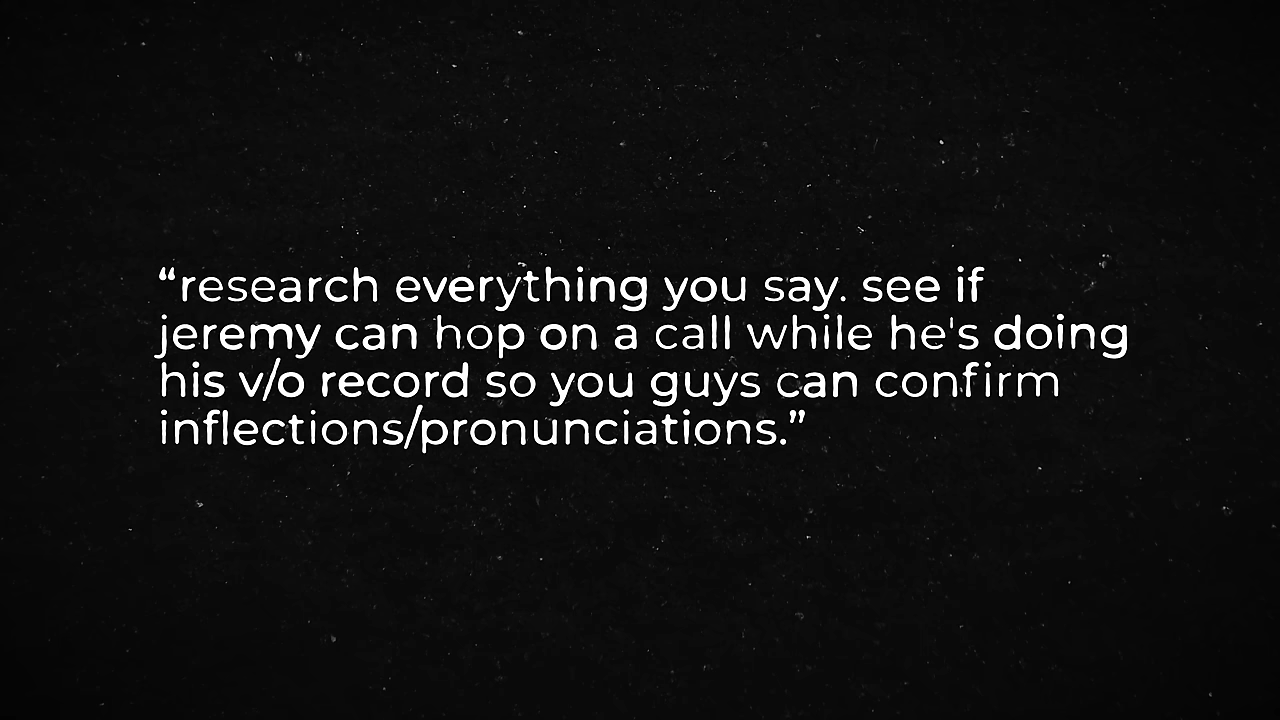 “research everything you say. see if
jeremy can hop on a call while he's doing
his v/o record so you guys can confirm
inflections/pronunciations.”